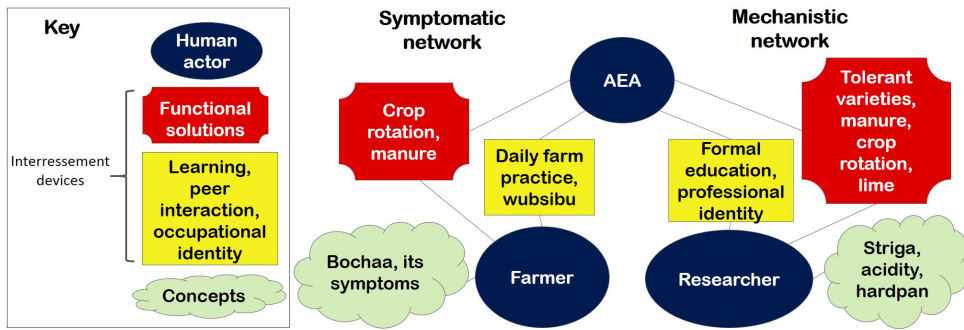 Key
Human
actor
Functional
solutions
Interressement
devices
Learning,
peer
interaction,
occupational
identity
Concepts
Symptomatic
network
Mechanistic
network
AEA
Crop
rotation,
manure
Daily farm
practice,
wubsibu
Formal
education,
professional
identity
Tolerant
varieties,
manure,
crop
rotation,
lime
Bochaa, its
symptoms
Farmer
Researcher
Striga,
acidity,
hardpan